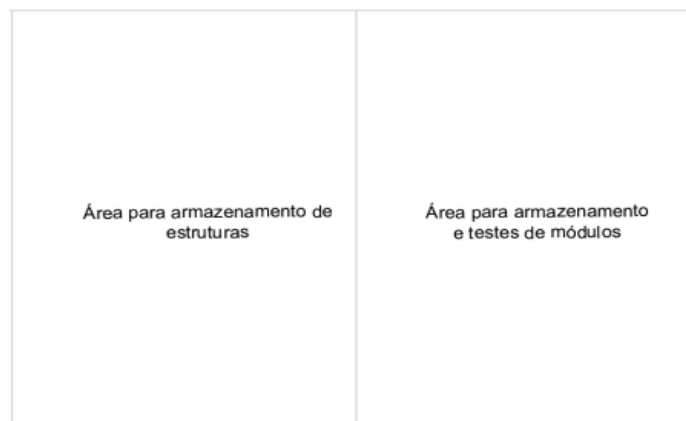 Área para armazenamento de
estruturas
Área para armazenamento
e testes de módulos